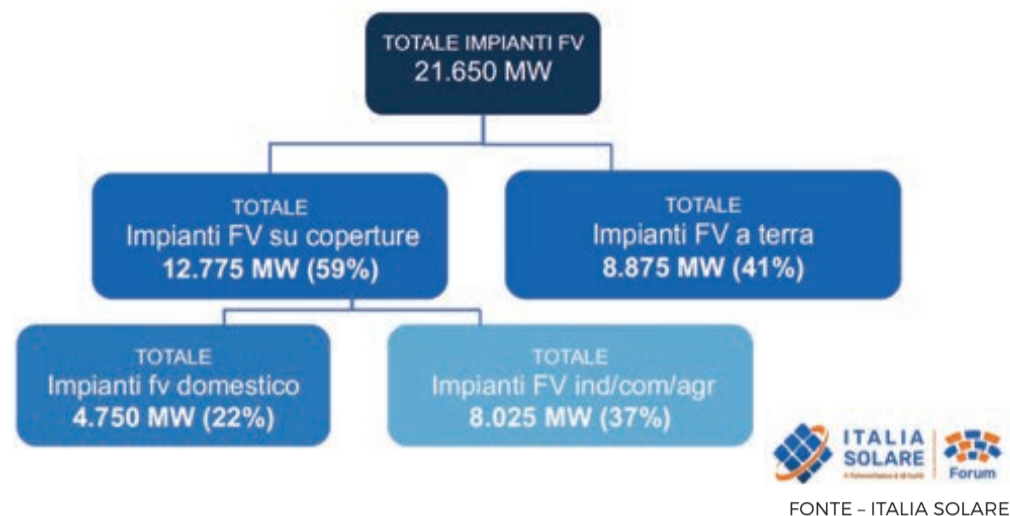 TOTALE IMPIANTI FV
21.650 MW
TOTALE
Impianti FV su coperture
12.775 MW (59%)
TOTALE
Impianti FV a terra
8.875 MW (41%)
TOTALE
Impianti fv domestico
4.750 MW (22%)
TOTALE
Impianti FV ind/com/agr
8.025 MW (37%)
ITALIA
SOLARE
Forum
FONTE – ITALIA SOLARE